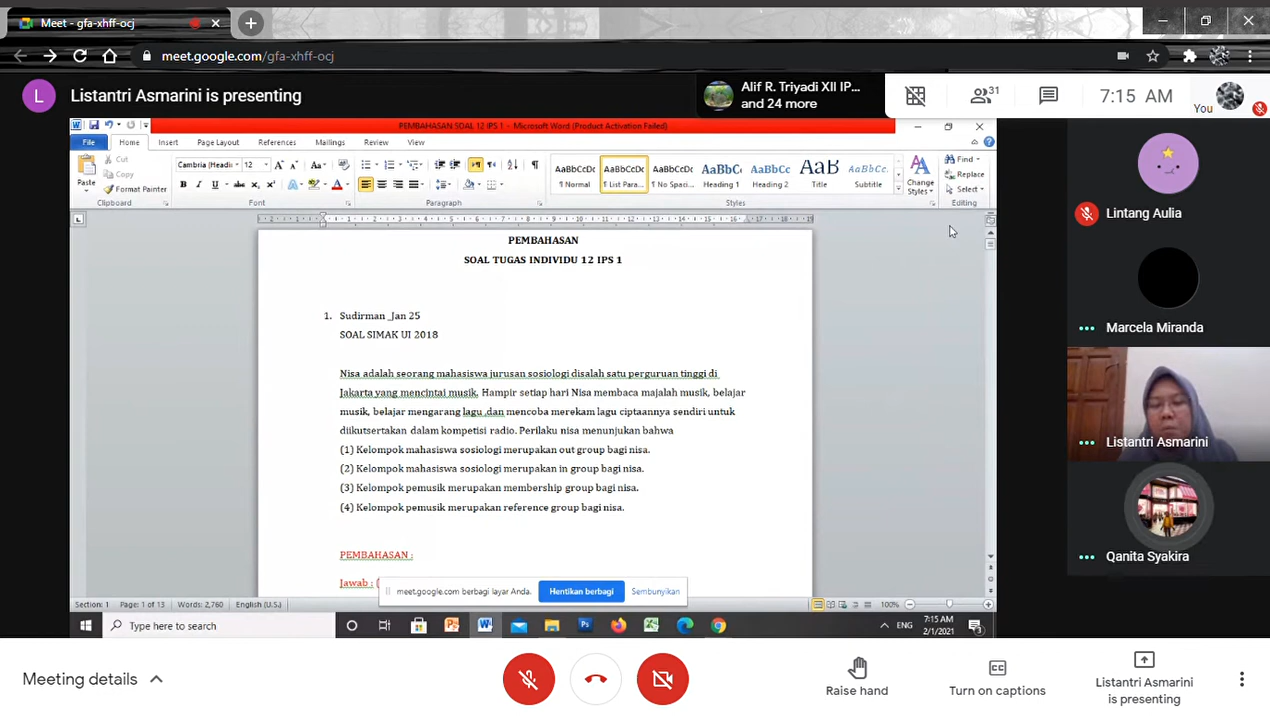 Meet - gfa-xhff-ocj
meet.google.com/gfa-xhff-ocj
L
Listantri Asmarini is presenting
Alif R. Triyadi XII IP...
and 24 more
31
7:15 AM
You
PEMBAHASAN SOAL 12 IPS 1 - Microsoft Word (Product Activation Failed)
File Home Insert Page Layout References Mailings Review View
Paste
Cut
Copy
Format Painter
Clipboard
Cambria (Headi 12
Font
Paragraph
AaBbCcDc AaBbCcDc AaBbCcDc AaBbC AaBbCc AaB AaBbCc.
¶ Normal ¶ List Para... ¶ No Spaci... Heading 1 Heading 2 Title Subtitle
Styles
Change
Styles
Find
Replace
Select
Editing
PEMBAHASAN
SOAL TUGAS INDIVIDU 12 IPS 1
1. Sudirman _Jan 25
SOAL SIMAK UI 2018
Nisa adalah seorang mahasiswa jurusan sosiologi disalah satu perguruan tinggi di
Jakarta yang mencintai musik. Hampir setiap hari Nisa membaca majalah musik, belajar
musik, belajar mengarang lagu ,dan mencoba merekam lagu ciptaannya sendiri untuk
diikutsertakan dalam kompetisi radio. Perilaku nisa menunjukan bahwa
(1) Kelompok mahasiswa sosiologi merupakan out group bagi nisa.
(2) Kelompok mahasiswa sosiologi merupakan in group bagi nisa.
(3) Kelompok pemusik merupakan membership group bagi nisa.
(4) Kelompok pemusik merupakan reference group bagi nisa.
PEMBAHASAN :
Jawab : (
meet.google.com berbagi layar Anda.
Hentikan berbagi
Sembunyikan
Section: 1 Page: 1 of 13 Words: 2,760 English (U.S.)
100%
Type here to search
ENG
7:15 AM
2/1/2021
3
Lintang Aulia
Marcela Miranda
Listantri Asmarini
Qanita Syakira
Meeting details
Raise hand
Turn on captions
Listantri Asmarini
is presenting